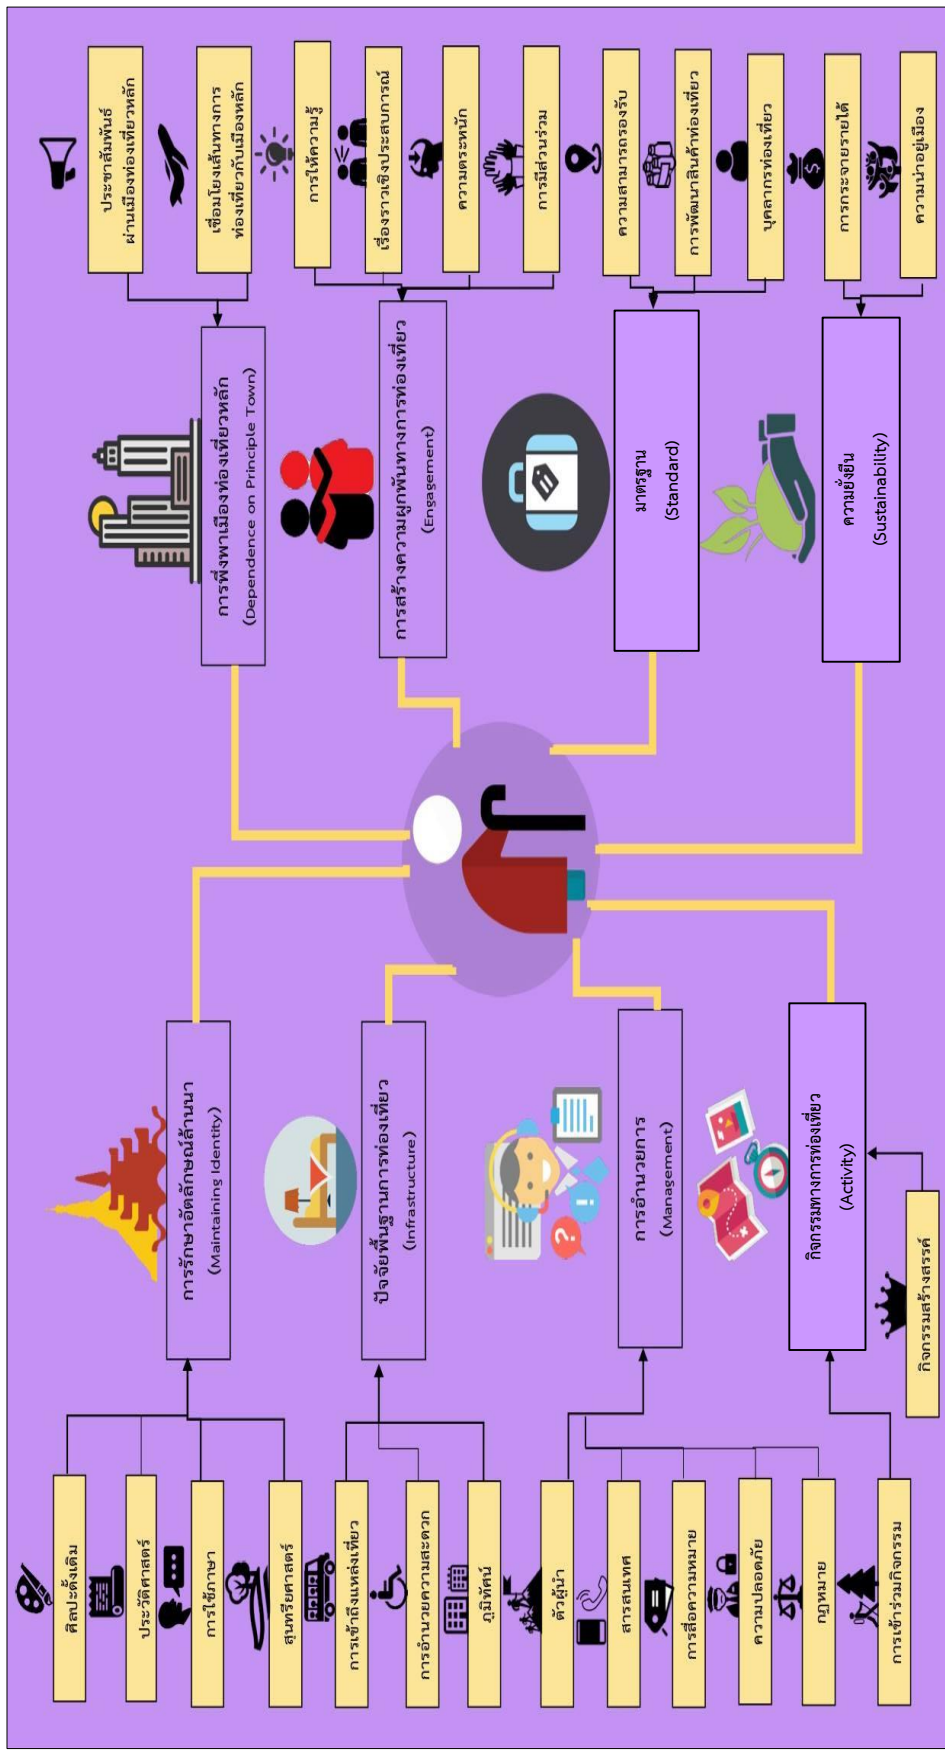 ศิลปะดั้งเดิม
ประวัติศาสตร์
การใช้ภาษา
สุนทรียศาสตร์
การเข้าถึงแหล่งเที่ยว
การอำนวยความสะดวก
ภูมิทัศน์
ตัวผู้นำ
สารสนเทศ
การสื่อความหมาย
ความปลอดภัย
กฎหมาย
การเข้าร่วมกิจกรรม
กิจกรรมสร้างสรรค์
การรักษาอัตลักษณ์ล้านนา
(Maintaining Identity)
ปัจจัยพื้นฐานการท่องเที่ยว
(Infrastructure)
การอำนวยการ
(Management)
กิจกรรมทางการท่องเที่ยว
(Activity)
การพึ่งพาเมืองท่องเที่ยวหลัก
(Dependence on Principle Town)
การสร้างความผูกพันทางการท่องเที่ยว
(Engagement)
มาตรฐาน
(Standard)
ความยั่งยืน
(Sustainability)
ประชาสัมพันธ์
ผ่านเมืองท่องเที่ยวหลัก
เชื่อมโยงเส้นทางการ
ท่องเที่ยวกับเมืองหลัก
การให้ความรู้
เรื่องราวเชิงประสบการณ์
ความตระหนัก
การมีส่วนร่วม
ความสามารถรองรับ
การพัฒนาสินค้าท่องเที่ยว
บุคลากรท่องเที่ยว
การกระจายรายได้
ความน่าอยู่เมือง